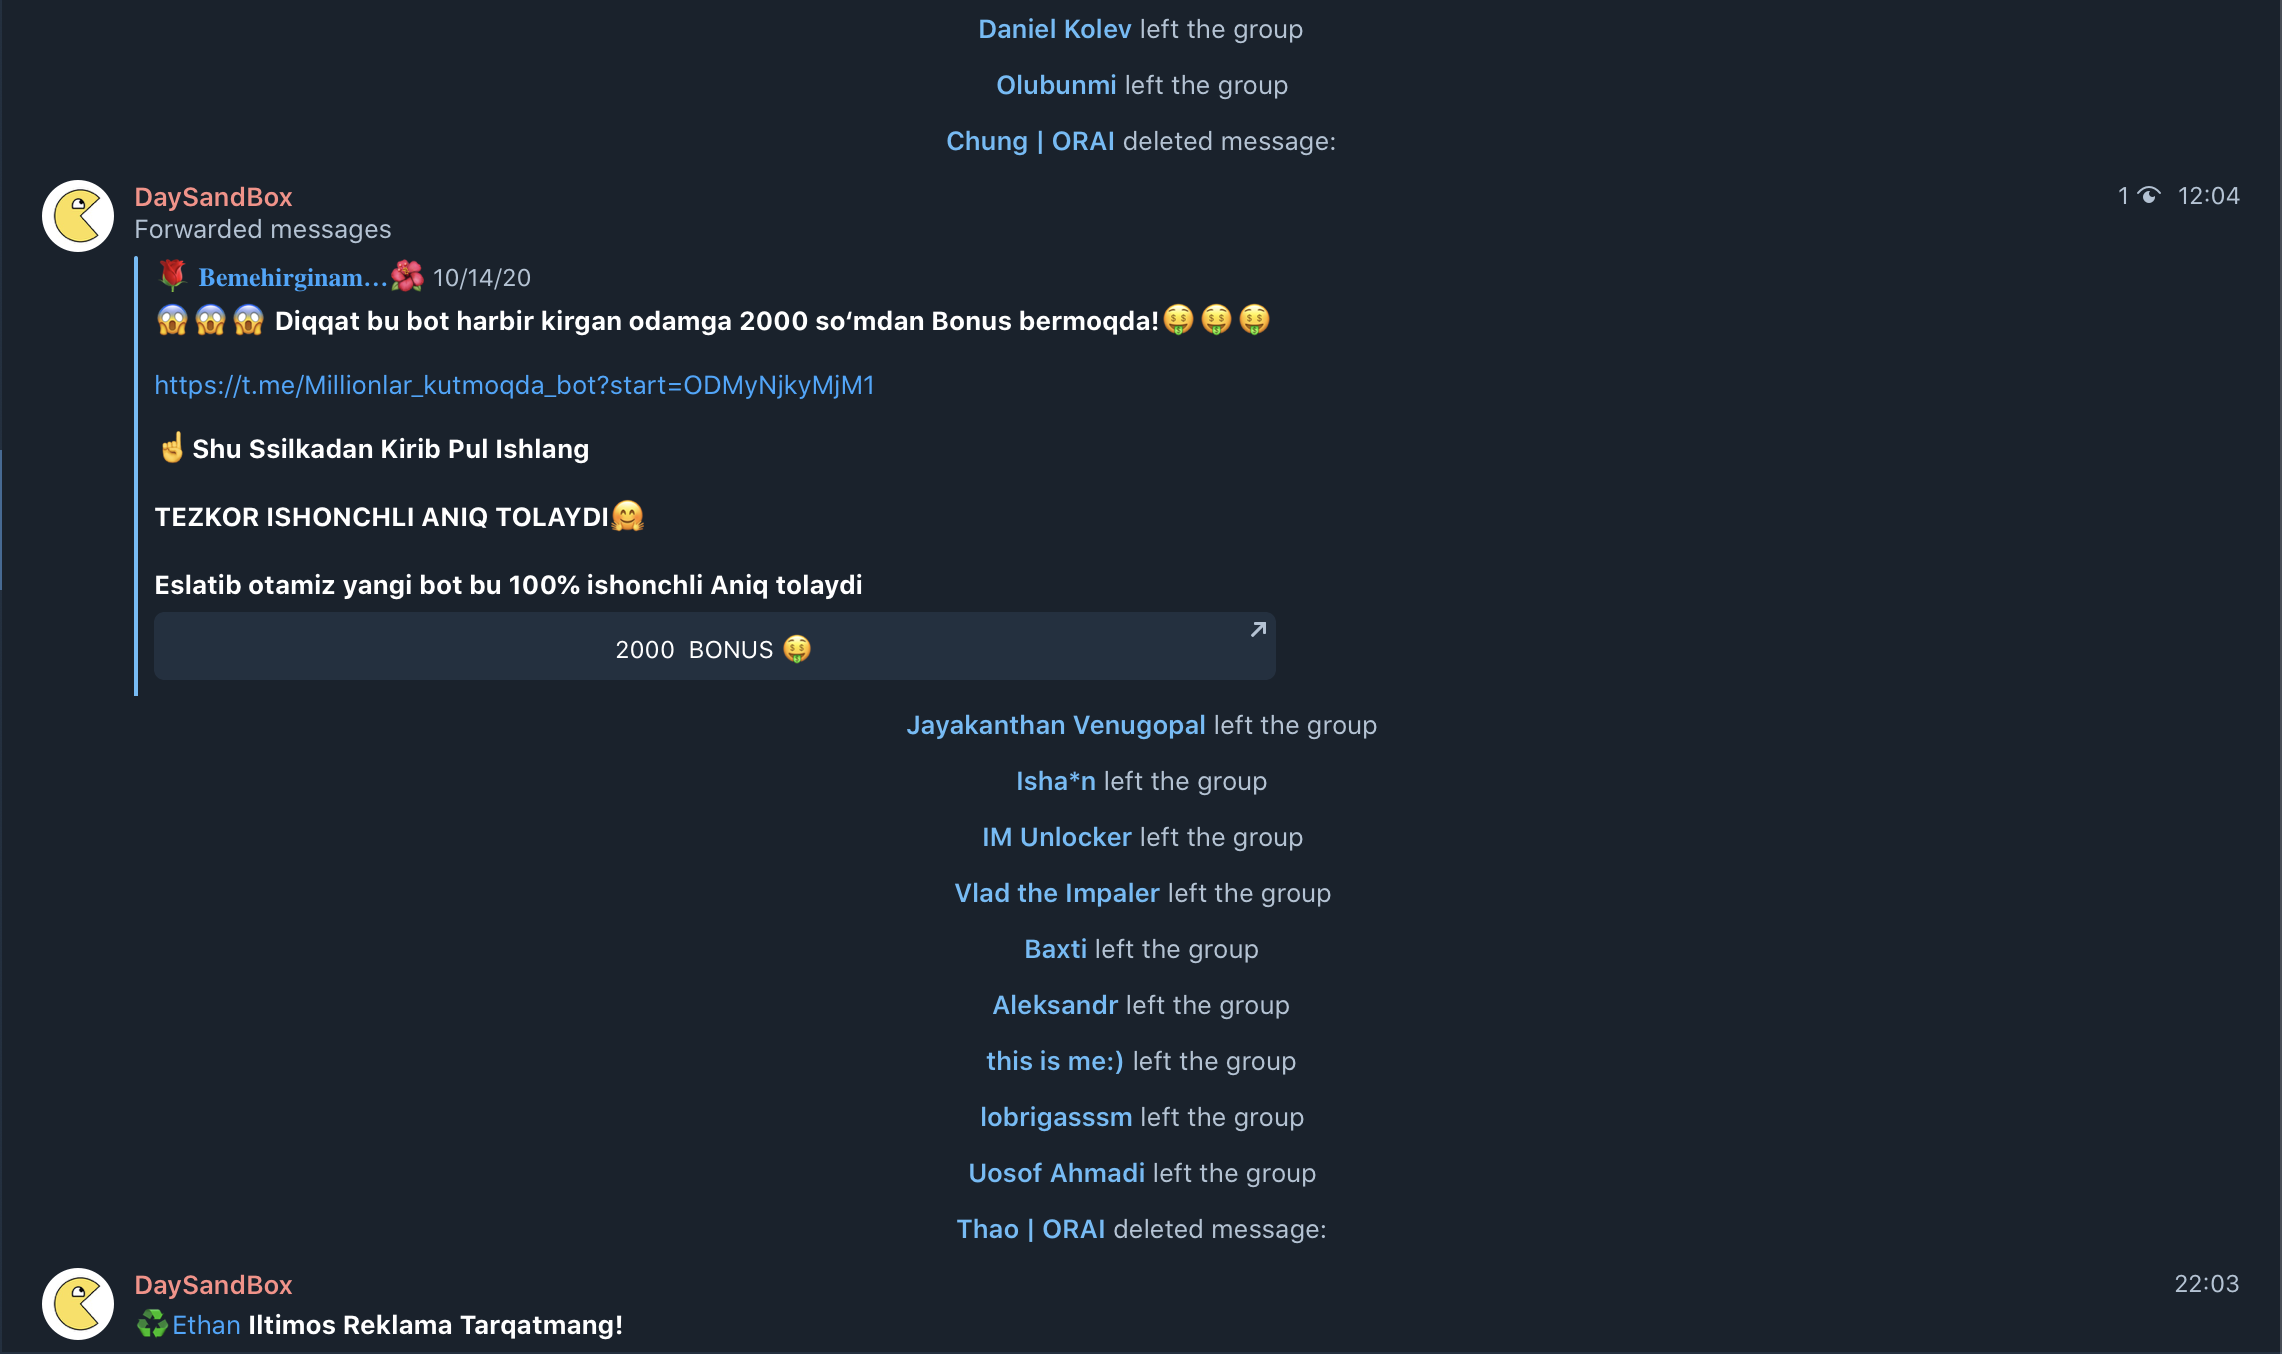 Daniel Kolev left the group
Olubunmi left the group
Chung | ORAI deleted message:
DaySandBox 1 12:04
Forwarded messages
🌹 Bemehirginam...🌺 10/14/20
😱😱😱 Diqqat bu bot harbir kirgan odamga 2000 so‘mdan Bonus bermoqda!🤑🤑🤑
https://t.me/Millionlar_kutmoqda_bot?start=ODMyNjkyMjM1
☝️Shu Ssilkadan Kirib Pul Ishlang
TEZKOR ISHONCHLI ANIQ TOLAYDI🤗
Eslatib otamiz yangi bot bu 100% ishonchli Aniq tolaydi
2000 BONUS 🤑
Jayakanthan Venugopal left the group
Isha*n left the group
IM Unlocker left the group
Vlad the Impaler left the group
Baxti left the group
Aleksandr left the group
this is me:) left the group
lobrigasssm left the group
Uosof Ahmadi left the group
Thao | ORAI deleted message:
DaySandBox 22:03
♻️Ethan Iltimos Reklama Tarqatmang!